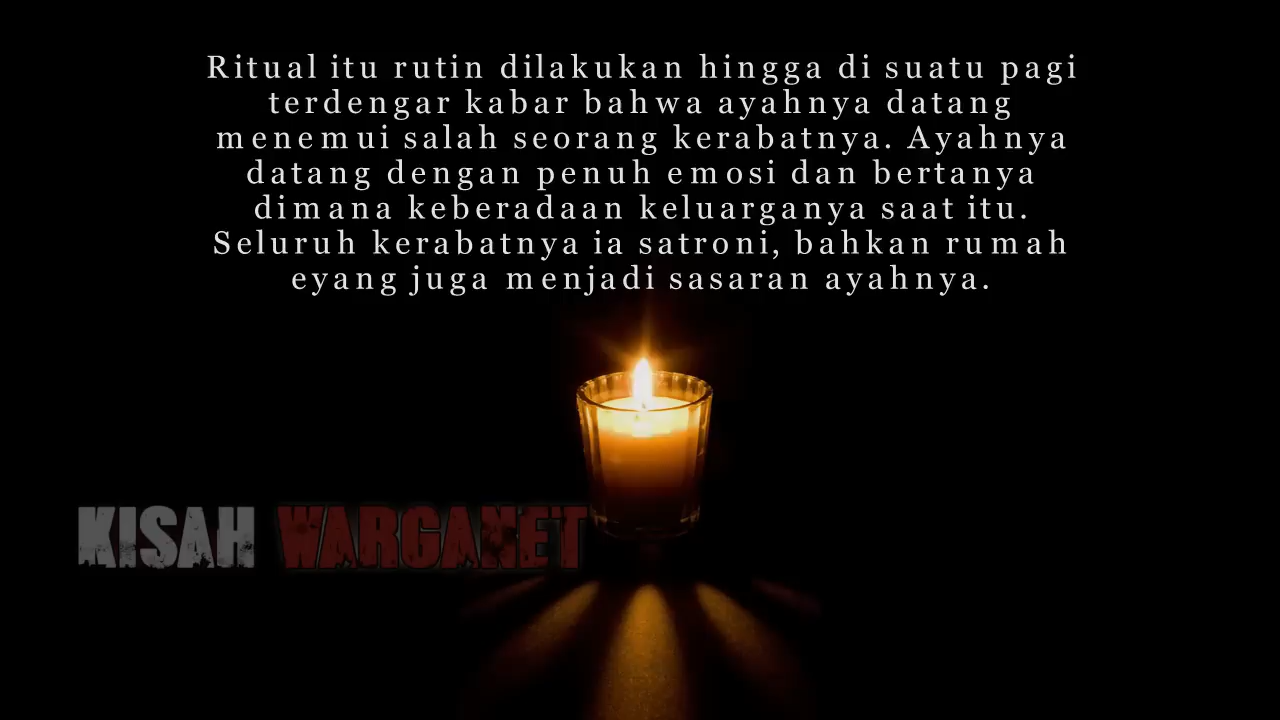 Ritual itu rutin dilakukan hingga di suatu pagi
terdengar kabar bahwa ayahnya datang
menemui salah seorang kerabatnya. Ayahnya
datang dengan penuh emosi dan bertanya
dimana keberadaan keluarganya saat itu.
Seluruh kerabatnya ia satroni, bahkan rumah
eyang juga menjadi sasaran ayahnya.
KISAH WARGANET